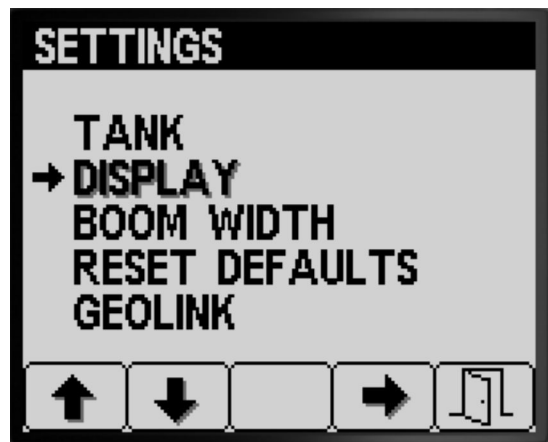 SETTINGS
TANK
DISPLAY
BOOM WIDTH
RESET DEFAULTS
GEOLINK